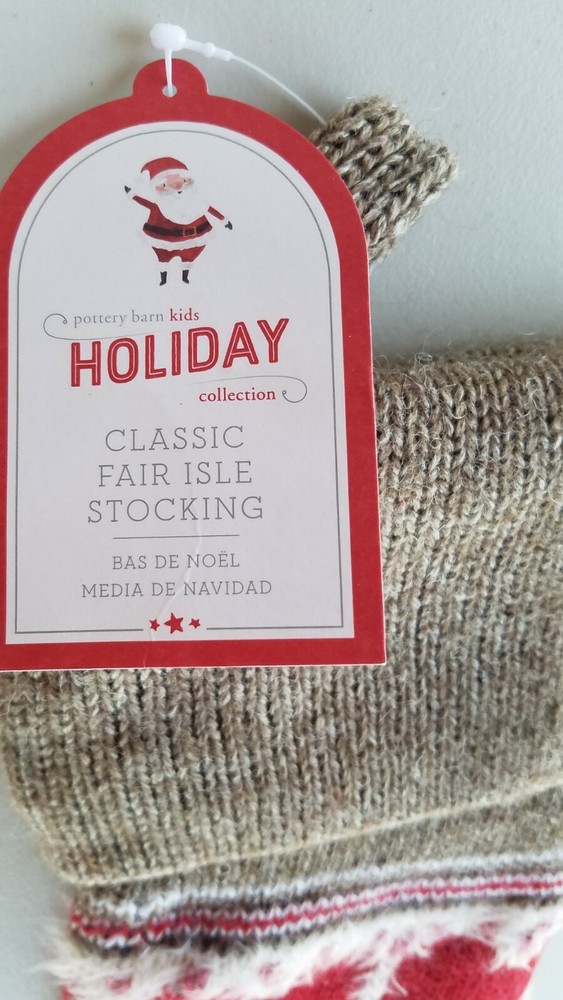 pottery barn kids
HOLIDAY
collection
CLASSIC
FAIR ISLE
STOCKING
BAS DE NOËL
MEDIA DE NAVIDAD